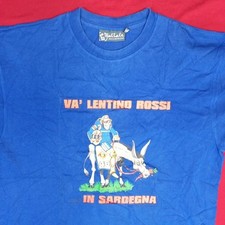 VA' LENTINO ROSSI
IN SARDEGNA